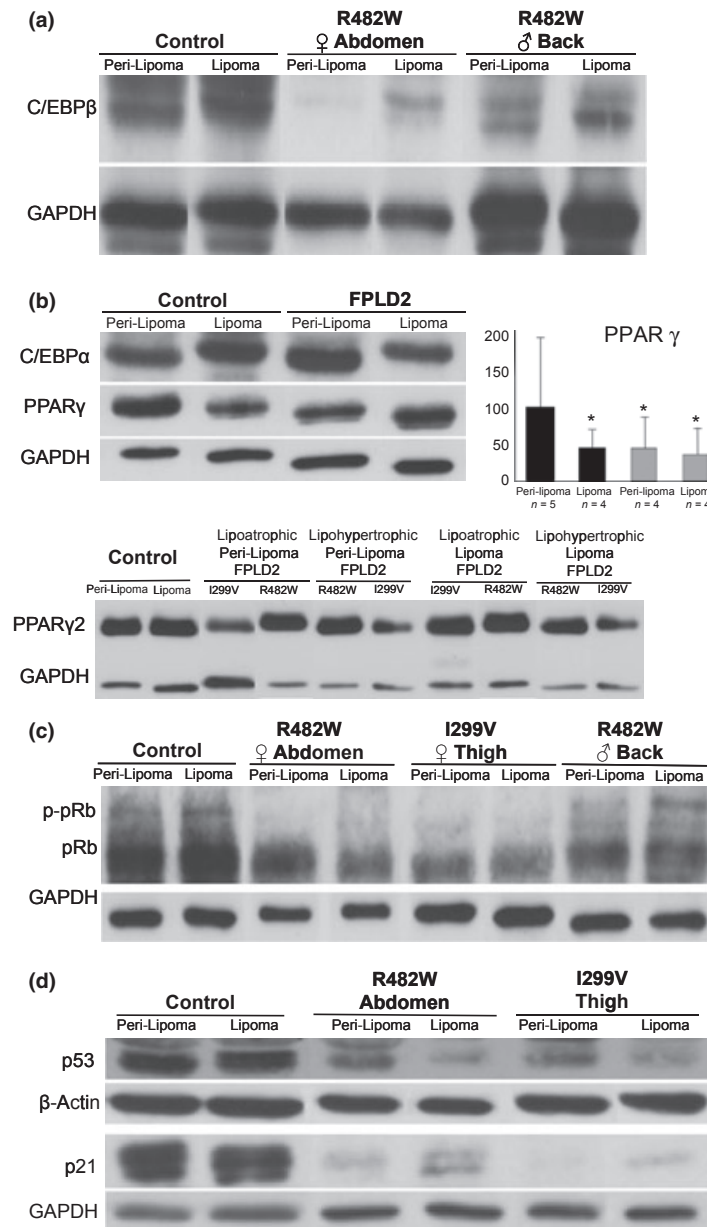 (a)
R482W
R482W
Control
♀ Abdomen
♂ Back
Peri-Lipoma Lipoma Peri-Lipoma Lipoma Peri-Lipoma Lipoma
C/EBPβ
GAPDH
(b)
Control
FPLD2
Peri-Lipoma Lipoma Peri-Lipoma Lipoma
C/EBPα
PPARγ
GAPDH
PPAR γ
200
150
100
50
0
* * *
Peri-lipoma Lipoma Peri-lipoma Lipom
n = 5 n = 4 n = 4 n = 4
Control
Lipoatrophic
Peri-Lipoma
FPLD2
Lipohypertrophic
Peri-Lipoma
FPLD2
Lipoatrophic
Lipoma
FPLD2
Lipohypertrophic
Lipoma
FPLD2
Peri-Lipoma Lipoma I299V R482W R482W I299V I299V R482W R482W I299V
PPARγ2
GAPDH
(c)
Control
R482W
♀ Abdomen
I299V
♀ Thigh
R482W
♂ Back
Peri-Lipoma Lipoma Peri-Lipoma Lipoma Peri-Lipoma Lipoma Peri-Lipoma Lipoma
p-pRb
pRb
GAPDH
(d)
Control
R482W
Abdomen
I299V
Thigh
Peri-Lipoma Lipoma Peri-Lipoma Lipoma Peri-Lipoma Lipoma
p53
β-Actin
p21
GAPDH